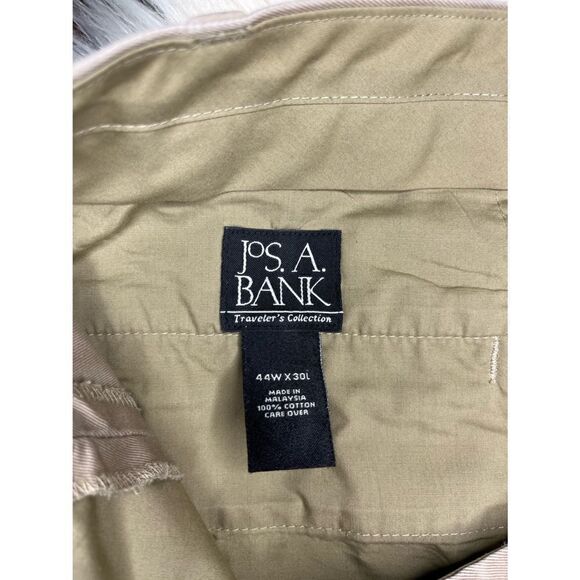 JOS. A.
BANK
Traveler's Collection
44W X 30L
MADE IN
MALAYSIA
100% COTTON
CARE OVER